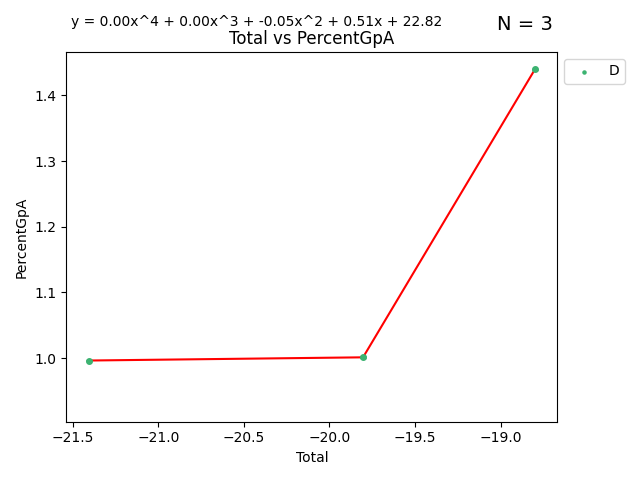 y = 0.00x^4 + 0.00x^3 + -0.05x^2 + 0.51x + 22.82
N = 3
Total vs PercentGpA
D
PercentGpA
1.4
1.3
1.2
1.1
1.0
−21.5 −21.0 −20.5 −20.0 −19.5 −19.0
Total